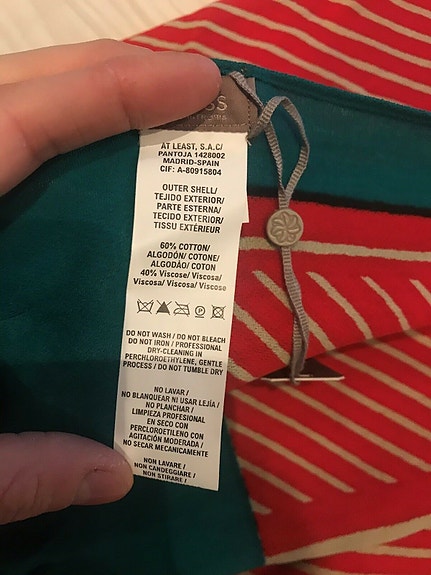 SS
AT LEAST, S.A.C/
PANTOJA 1428002
MADRID-SPAIN
CIF: A-80915804
OUTER SHELL/
TEJIDO EXTERIOR/
PARTE ESTERNA/
TECIDO EXTERIOR/
TISSU EXTÉRIEUR
60% COTTON/
ALGODÓN/ COTONE/
ALGODÃO/ COTON
40% Viscose/ Viscosa/
Viscosa/ Viscosa/ Viscose
DO NOT WASH / DO NOT BLEACH
DO NOT IRON / PROFESSIONAL
DRY-CLEANING IN
PERCHLOROETHYLENE, GENTLE
PROCESS / DO NOT TUMBLE DRY
NO LAVAR /
NO BLANQUEAR NI USAR LEJÍA /
NO PLANCHAR /
LIMPIEZA PROFESIONAL
EN SECO CON
PERCLOROETILENO CON
AGITACIÓN MODERADA /
NO SECAR MECANICAMENTE
NON LAVARE /
NON CANDEGGIARE /
NON STIRARE /